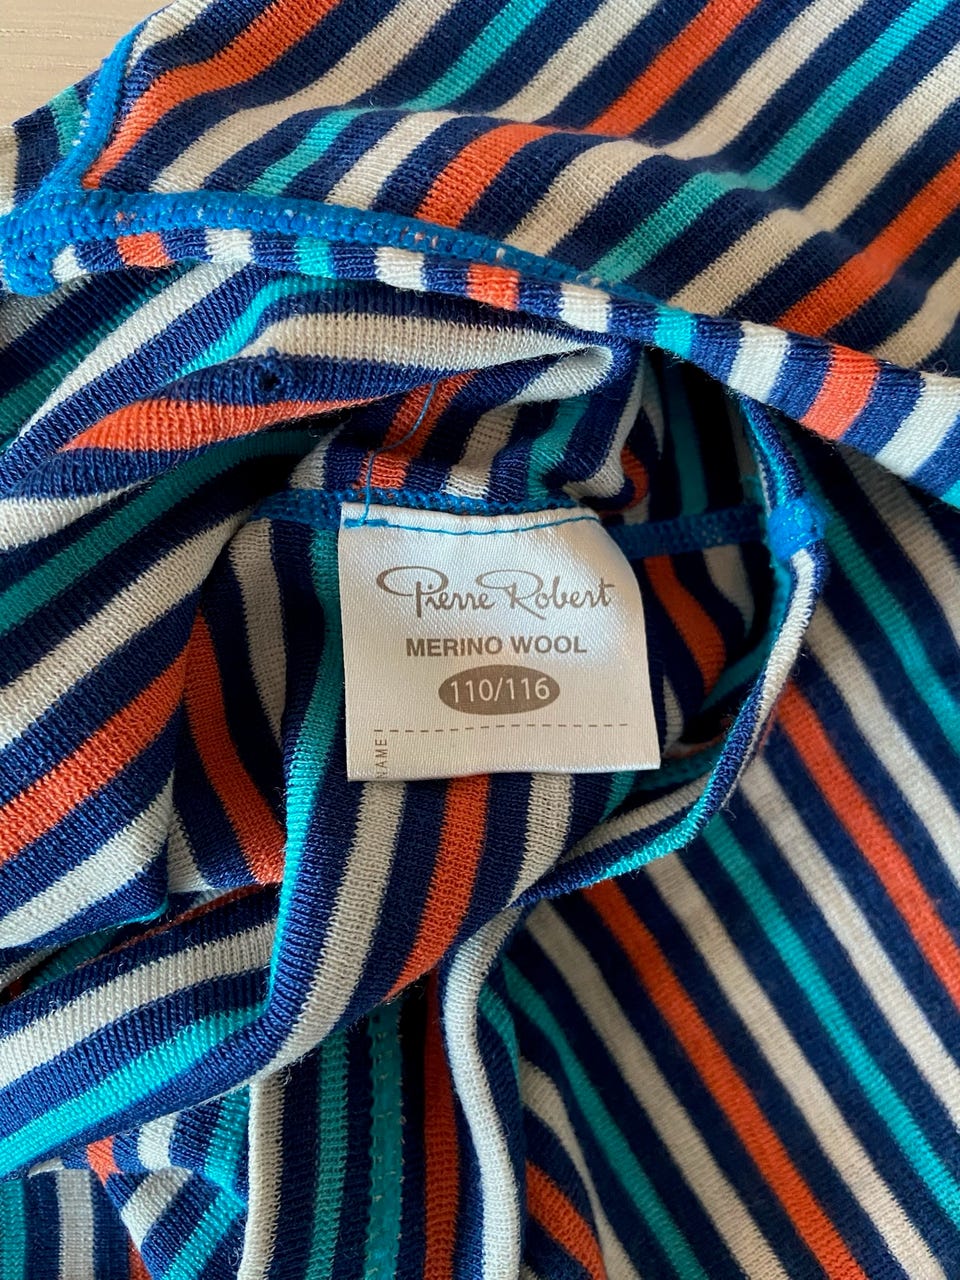 Pierre Robert
MERINO WOOL
110/116
NAME